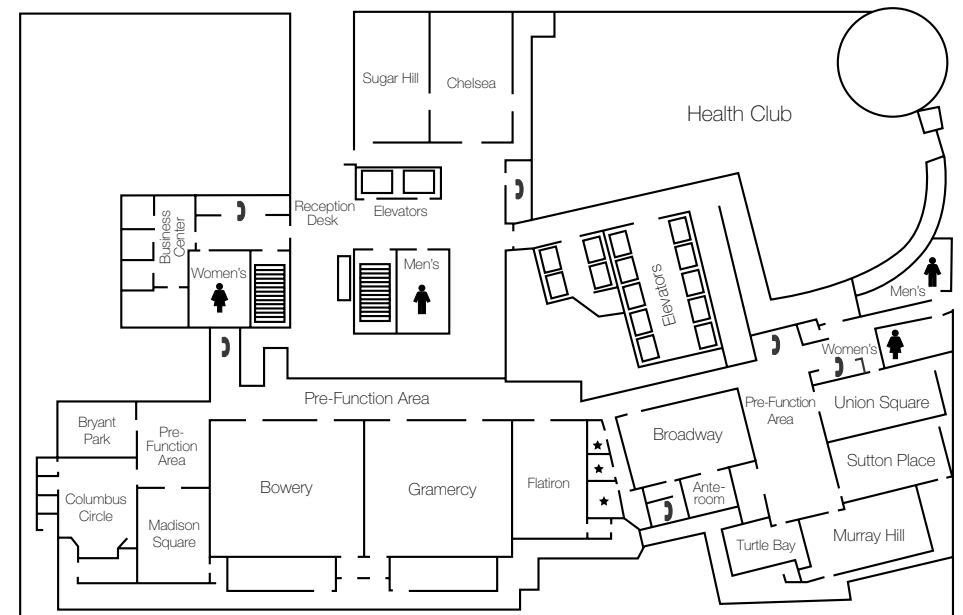 Sugar Hill
Chelsea
Health Club
Reception
Desk
Elevators
Business
Center
Women's
Men's
Elevators
Men's
Women's
Pre-Function Area
Pre-Function
Area
Union Square
Bryant
Park
Pre-
Function
Area
Broadway
Sutton Place
Columbus
Circle
Bowery
Gramercy
Flatiron
Ante-
room
Madison
Square
Turtle Bay
Murray Hill